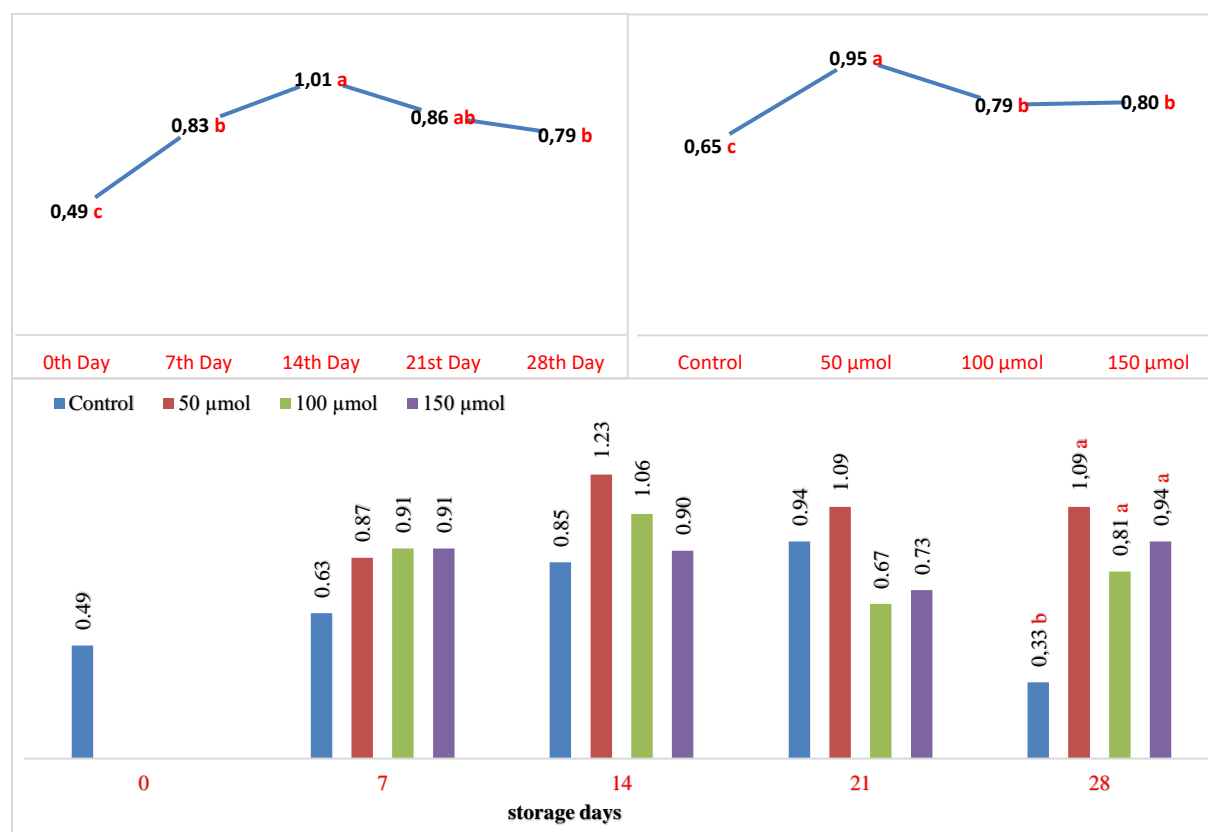 1,01 a
0,83 b
0,86 ab
0,79 b
0,49 c
0th Day 7th Day 14th Day 21st Day 28th Day
0,95 a
0,79 b
0,80 b
0,65 c
Control 50 µmol 100 µmol 150 µmol
Control 50 µmol 100 µmol 150 µmol
0.49
0.63
0.87
0.91
0.91
0.85
1.23
1.06
0.90
0.94
1.09
0.67
0.73
0,33 b
1,09 a
0,81 a
0,94 a
0 7 14 21 28
storage days